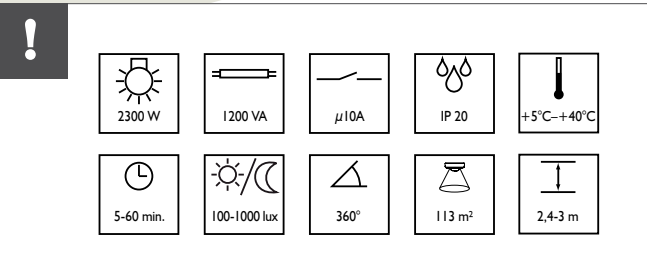 !
2300 W
1200 VA
μ10A
IP 20
+5°C–+40°C
5-60 min.
100-1000 lux
360°
113 m²
2,4-3 m